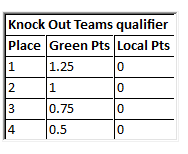 Knock Out Teams qualifier
Place Green Pts Local Pts
1 1.25 0
2 1 0
3 0.75 0
4 0.5 0